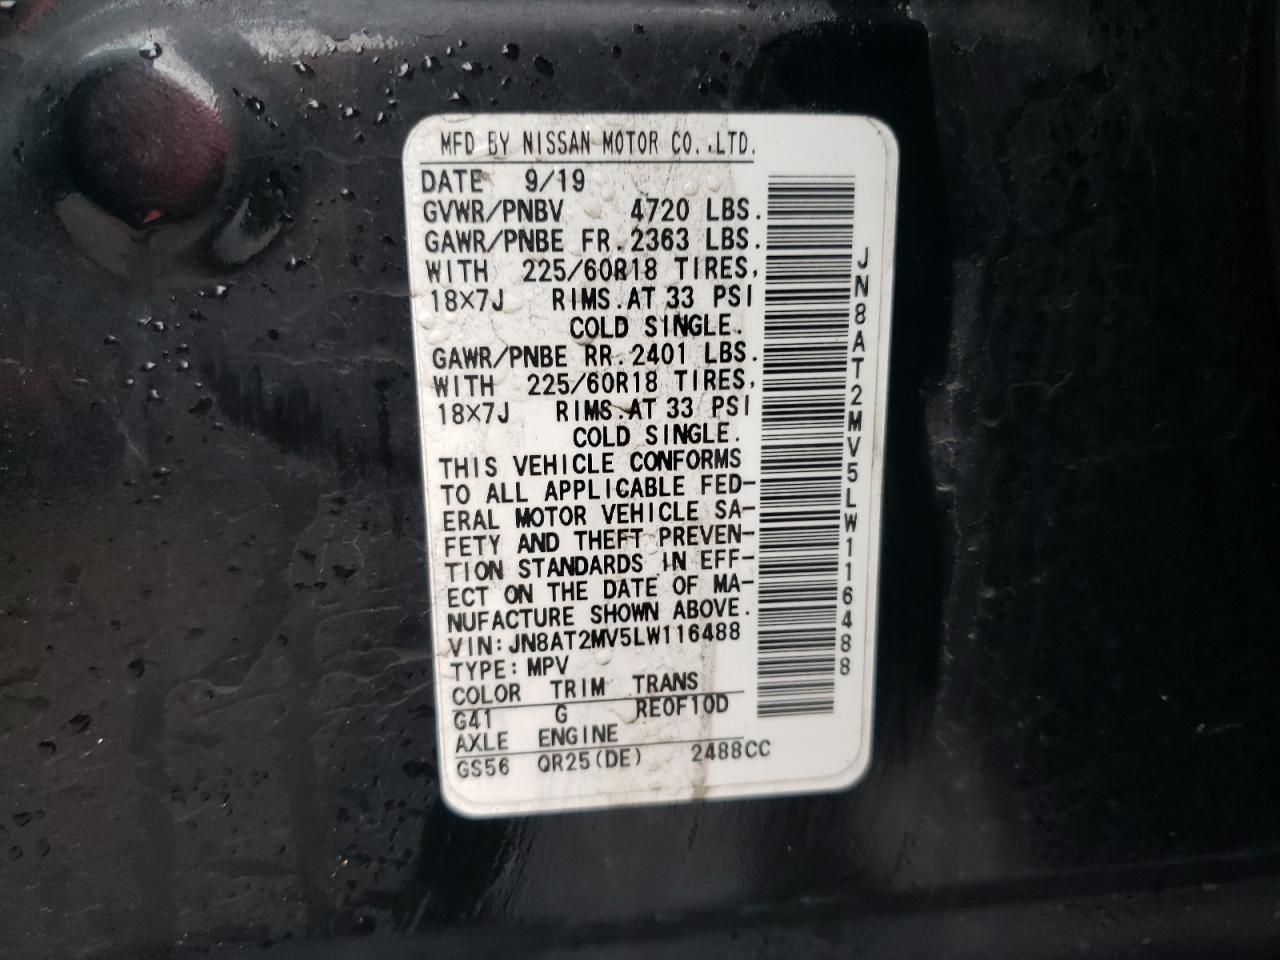 MFD BY NISSAN MOTOR CO.,LTD.
DATE 9/19
GVWR/PNBV 4720 LBS.
GAWR/PNBE FR.2363 LBS.
WITH 225/60R18 TIRES,
18×7J RIMS.AT 33 PSI
COLD SINGLE.
GAWR/PNBE RR.2401 LBS.
WITH 225/60R18 TIRES,
18×7J RIMS.AT 33 PSI
COLD SINGLE.
THIS VEHICLE CONFORMS
TO ALL APPLICABLE FED-
ERAL MOTOR VEHICLE SA-
FETY AND THEFT PREVEN-
TION STANDARDS IN EFF-
ECT ON THE DATE OF MA-
NUFACTURE SHOWN ABOVE.
VIN:JN8AT2MV5LW116488
TYPE:MPV
COLOR TRIM TRANS
G41 G RE0F10D
AXLE ENGINE
GS56 QR25(DE) 2488CC
JN8AT2MV5LW116488